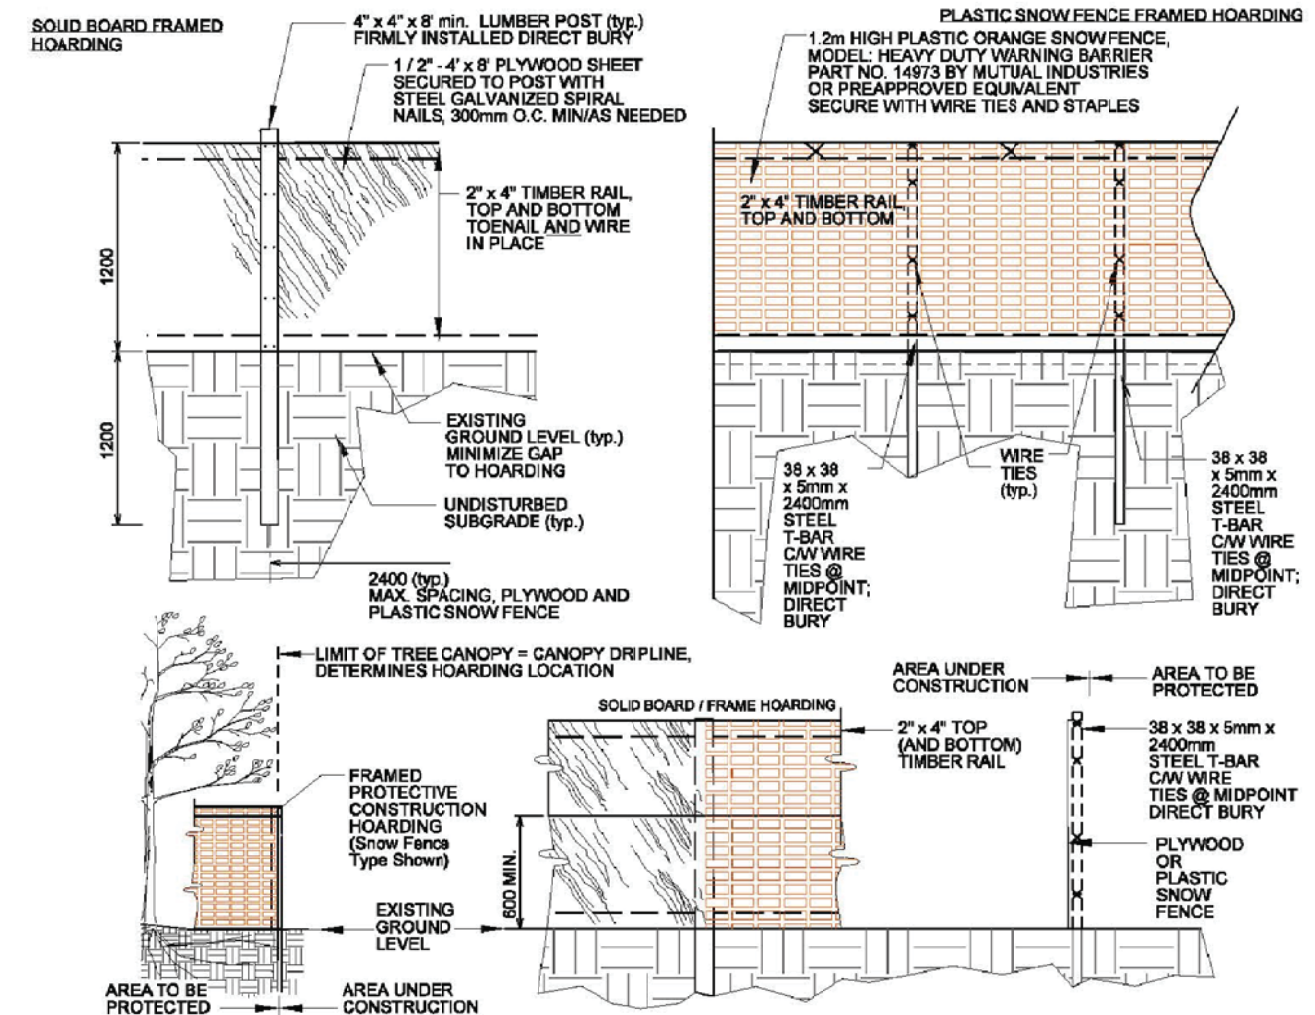 SOLID BOARD FRAMED
HOARDING
4" x 4" x 8' min. LUMBER POST (typ.)
FIRMLY INSTALLED DIRECT BURY
1 / 2" - 4' x 8' PLYWOOD SHEET
SECURED TO POST WITH
STEEL GALVANIZED SPIRAL
NAILS, 300mm O.C. MIN/AS NEEDED
2" x 4" TIMBER RAIL,
TOP AND BOTTOM
TOENAIL AND WIRE
IN PLACE
1200
1200
EXISTING
GROUND LEVEL (typ.)
MINIMIZE GAP
TO HOARDING
UNDISTURBED
SUBGRADE (typ.)
2400 (typ.)
MAX. SPACING, PLYWOOD AND
PLASTIC SNOW FENCE
PLASTIC SNOW FENCE FRAMED HOARDING
1.2m HIGH PLASTIC ORANGE SNOW FENCE,
MODEL: HEAVY DUTY WARNING BARRIER
PART NO. 14973 BY MUTUAL INDUSTRIES
OR PREAPPROVED EQUIVALENT
SECURE WITH WIRE TIES AND STAPLES
2" x 4" TIMBER RAIL,
TOP AND BOTTOM
38 x 38
x 5mm x
2400mm
STEEL
T-BAR
C/W WIRE
TIES @
MIDPOINT;
DIRECT
BURY
WIRE
TIES
(typ.)
38 x 38
x 5mm x
2400mm
STEEL
T-BAR
C/W WIRE
TIES @
MIDPOINT;
DIRECT
BURY
LIMIT OF TREE CANOPY = CANOPY DRIPLINE,
DETERMINES HOARDING LOCATION
FRAMED
PROTECTIVE
CONSTRUCTION
HOARDING
(Snow Fence
Type Shown)
EXISTING
GROUND
LEVEL
AREA TO BE
PROTECTED
AREA UNDER
CONSTRUCTION
SOLID BOARD / FRAME HOARDING
2" x 4" TOP
(AND BOTTOM)
TIMBER RAIL
600 MIN.
AREA UNDER
CONSTRUCTION
AREA TO BE
PROTECTED
38 x 38 x 5mm x
2400mm
STEEL T-BAR
C/W WIRE
TIES @ MIDPOINT
DIRECT BURY
PLYWOOD
OR
PLASTIC
SNOW
FENCE